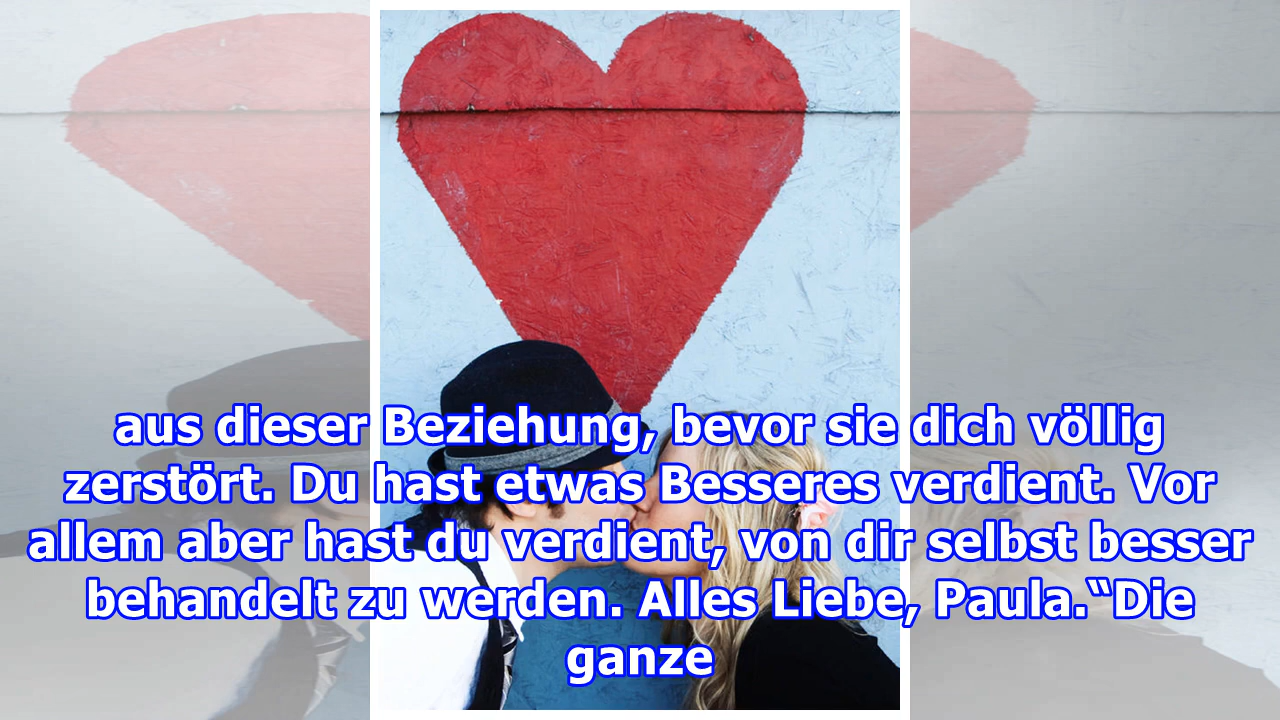 aus dieser Beziehung, bevor sie dich völlig
zerstört. Du hast etwas Besseres verdient. Vor
allem aber hast du verdient, von dir selbst besser
behandelt zu werden. Alles Liebe, Paula.“Die
ganze